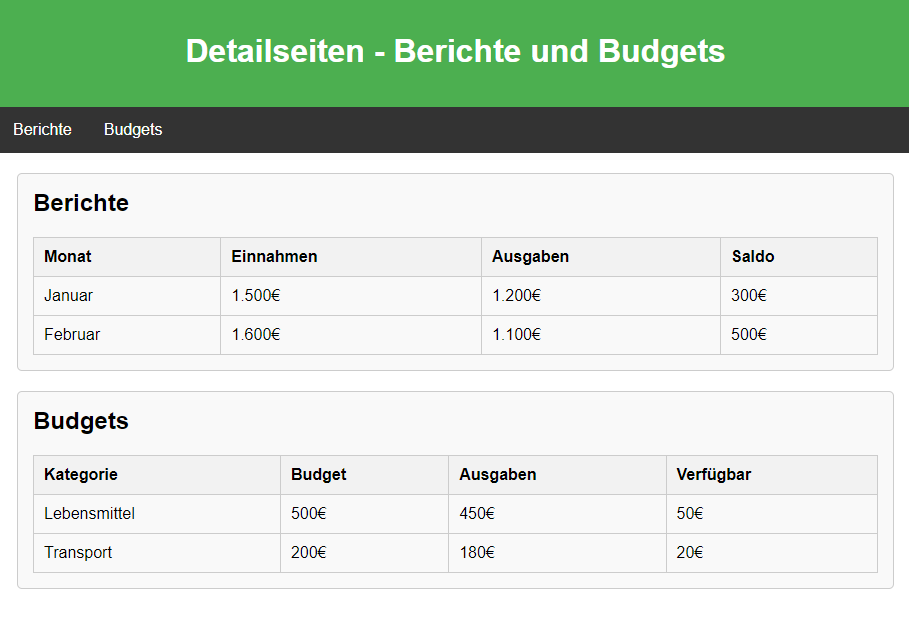 Detailseiten - Berichte und Budgets
Berichte Budgets
Berichte
Monat Einnahmen Ausgaben Saldo
Januar 1.500€ 1.200€ 300€
Februar 1.600€ 1.100€ 500€
Budgets
Kategorie Budget Ausgaben Verfügbar
Lebensmittel 500€ 450€ 50€
Transport 200€ 180€ 20€